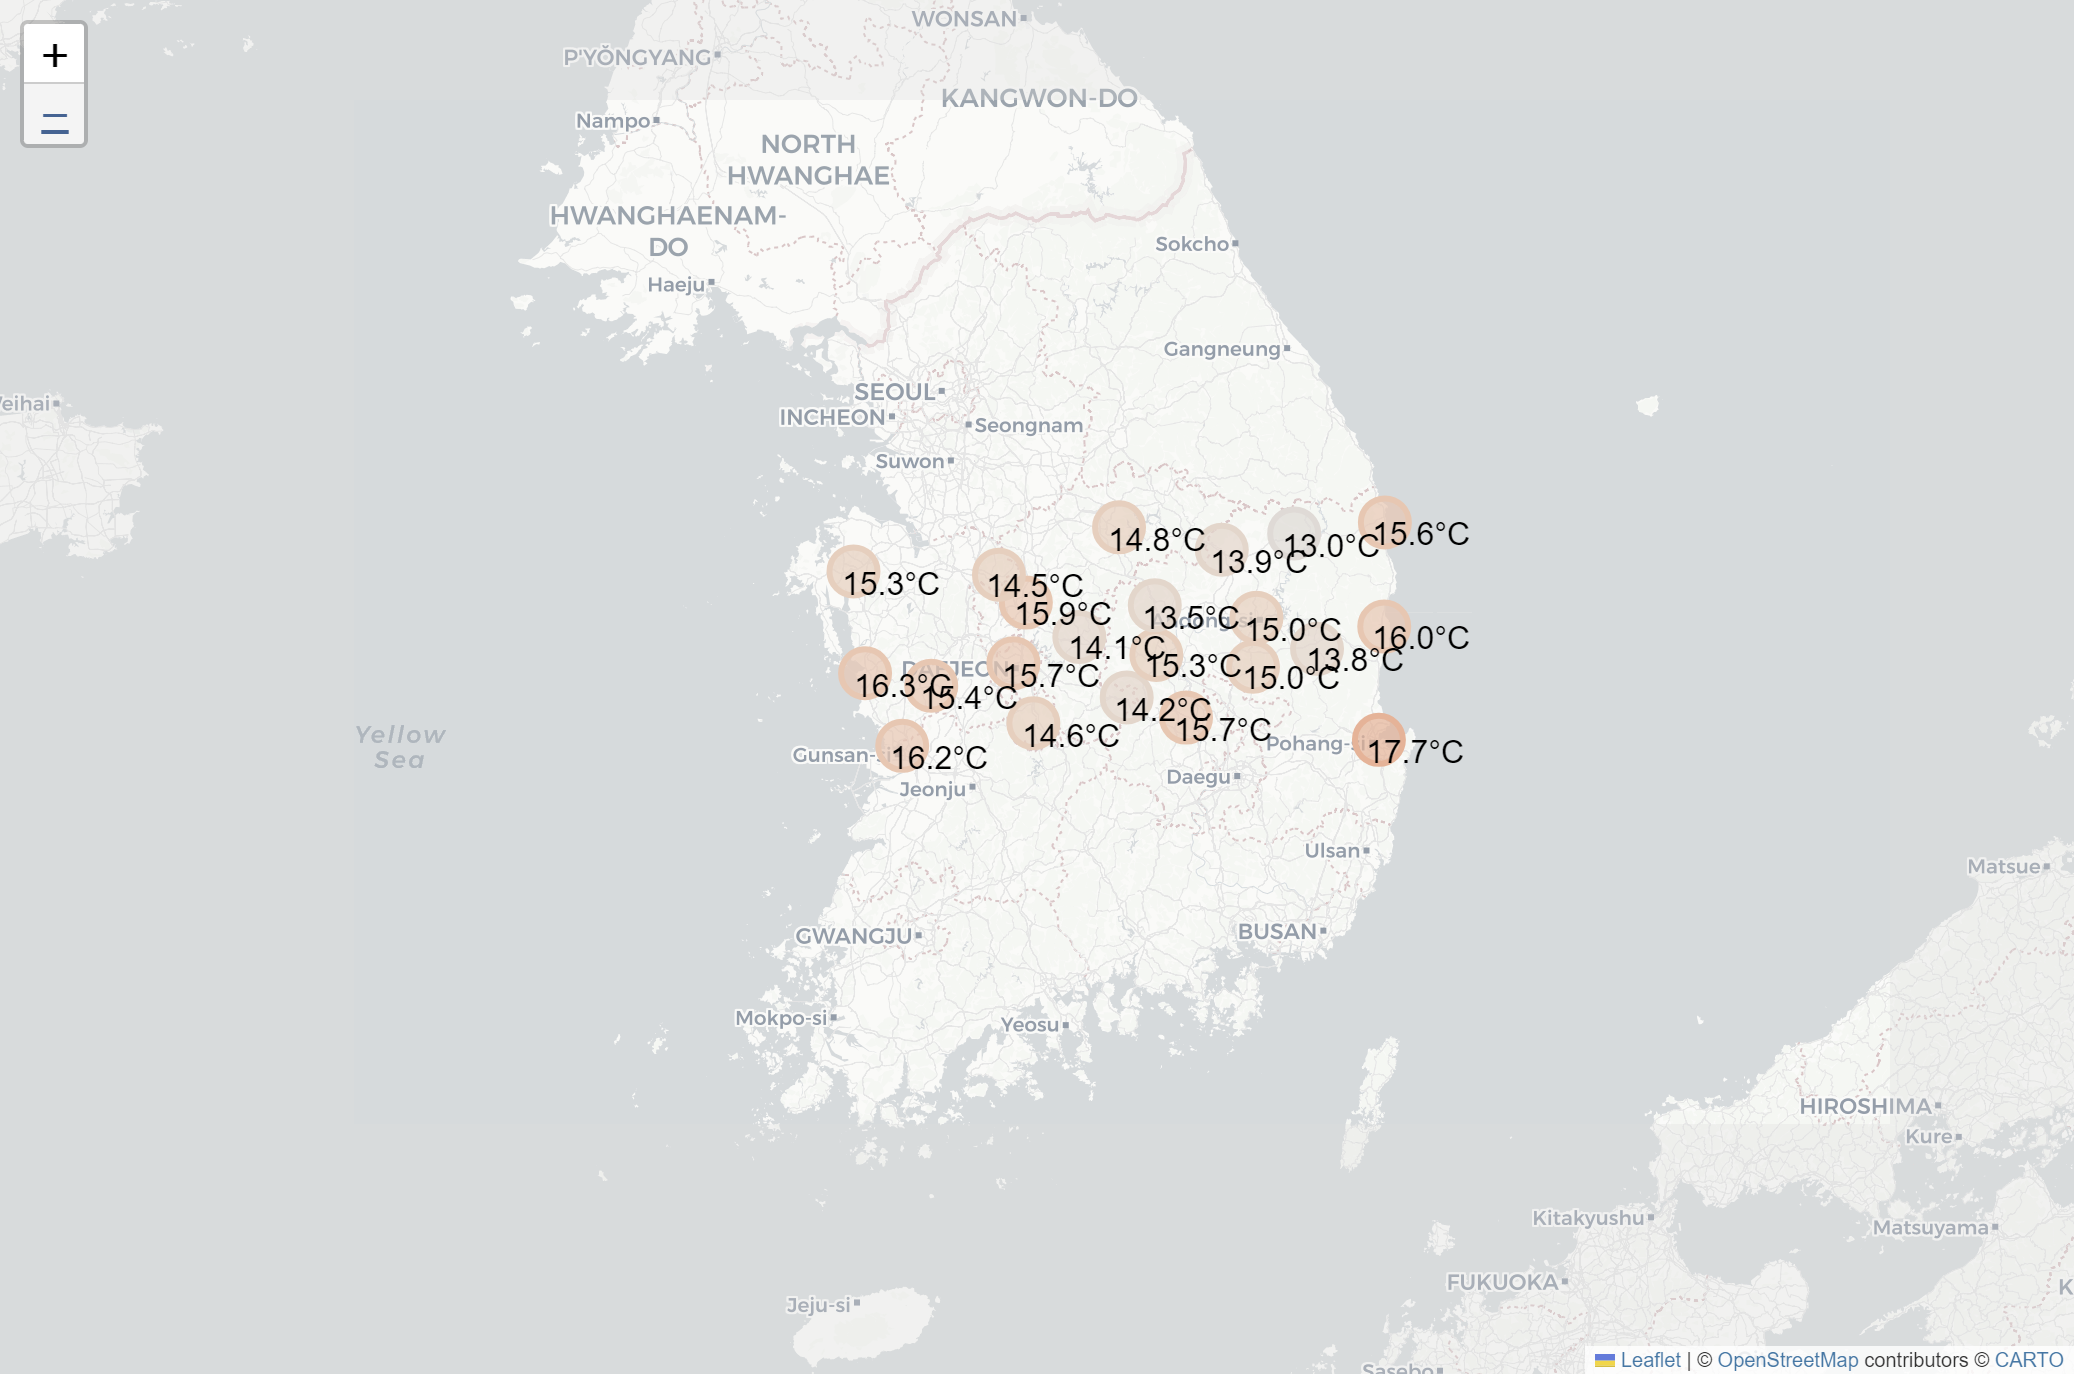 +
−
WONSAN
P'YŎNGYANG
KANGWON-DO
Nampo
NORTH
HWANGHAE
HWANGHAENAM-
DO
Sokcho
Haeju
Gangneung
SEOUL
INCHEON
Seongnam
Suwon
15.6°C
14.8°C
13.0°C
13.9°C
15.3°C
14.5°C
15.9°C
13.5°C
15.0°C
16.0°C
14.1°C
13.8°C
15.3°C
15.7°C
15.0°C
16.3°C
15.4°C
14.2°C
15.7°C
14.6°C
Pohang-si
17.7°C
Yellow
Sea
Gunsan-si
16.2°C
Daegu
Jeonju
Ulsan
Matsue
GWANGJU
BUSAN
Mokpo-si
Yeosu
HIROSHIMA
Kure
Kitakyushu
Matsuyama
FUKUOKA
Jeju-si
Leaflet | © OpenStreetMap contributors © CARTO